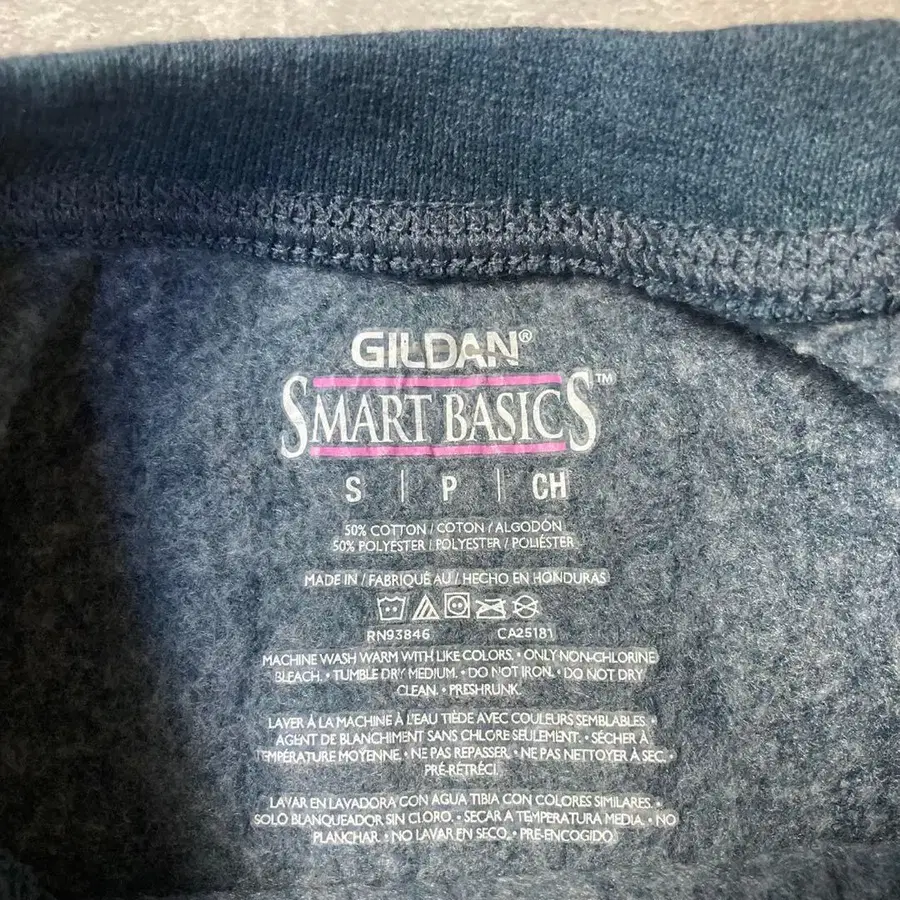 GILDAN®
SMART BASICS™
S | P | CH
50% COTTON / COTON / ALGODÓN
50% POLYESTER / POLYESTER / POLIÉSTER
MADE IN / FABRIQUÉ AU / HECHO EN HONDURAS
RN93846 CA25181
MACHINE WASH WARM WITH LIKE COLORS. • ONLY NON-CHLORINE
BLEACH. • TUMBLE DRY MEDIUM. • DO NOT IRON. • DO NOT DRY
CLEAN. • PRESHRUNK.
LAVER À LA MACHINE À L'EAU TIÈDE AVEC COULEURS SEMBLABLES. •
AGENT DE BLANCHIMENT SANS CHLORE SEULEMENT. • SÉCHER À
TEMPÉRATURE MOYENNE. • NE PAS REPASSER. • NE PAS NETTOYER À SEC. •
PRÉ-RÉTRÉCI.
LAVAR EN LAVADORA CON AGUA TIBIA CON COLORES SIMILARES. •
SOLO BLANQUEADOR SIN CLORO. • SECAR A TEMPERATURA MEDIA. • NO
PLANCHAR. • NO LAVAR EN SECO. • PRE-ENCOGIDO.